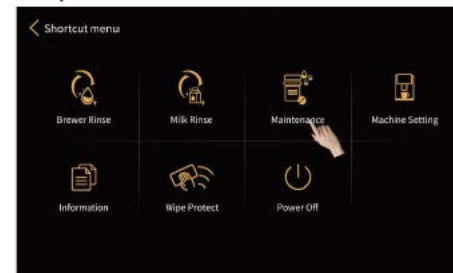 Shortcut menu
Brewer Rinse
Milk Rinse
Maintenance
Machine Setting
Information
Wipe Protect
Power Off